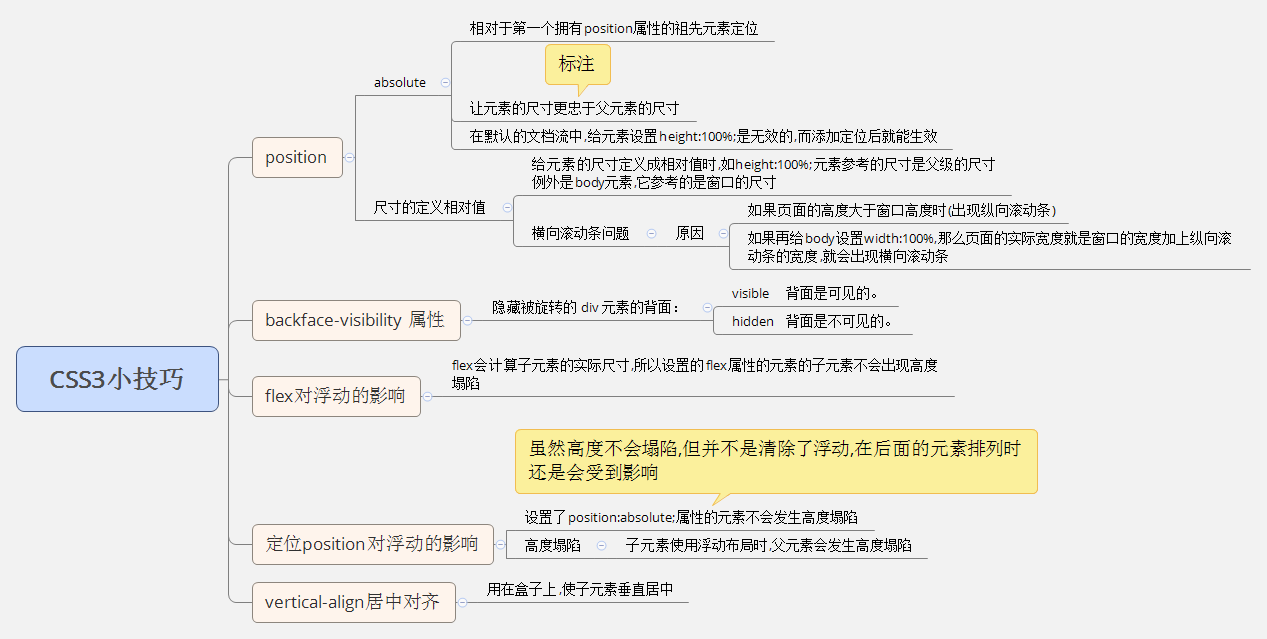 CSS3小技巧
position
absolute
相对于第一个拥有position属性的祖先元素定位
标注
让元素的尺寸更忠于父元素的尺寸
在默认的文档流中,给元素设置height:100%;是无效的,而添加定位后就能生效
尺寸的定义相对值
给元素的尺寸定义成相对值时,如height:100%;元素参考的尺寸是父级的尺寸
例外是body元素,它参考的是窗口的尺寸
横向滚动条问题
原因
如果页面的高度大于窗口高度时(出现纵向滚动条)
如果再给body设置width:100%,那么页面的实际宽度就是窗口的宽度加上纵向滚
动条的宽度,就会出现横向滚动条
backface-visibility 属性
隐藏被旋转的 div 元素的背面：
visible 背面是可见的。
hidden 背面是不可见的。
flex对浮动的影响
flex会计算子元素的实际尺寸,所以设置的flex属性的元素的子元素不会出现高度
塌陷
定位position对浮动的影响
虽然高度不会塌陷,但并不是清除了浮动,在后面的元素排列时
还是会受到影响
设置了position:absolute;属性的元素不会发生高度塌陷
高度塌陷
子元素使用浮动布局时,父元素会发生高度塌陷
vertical-align居中对齐
用在盒子上,使子元素垂直居中